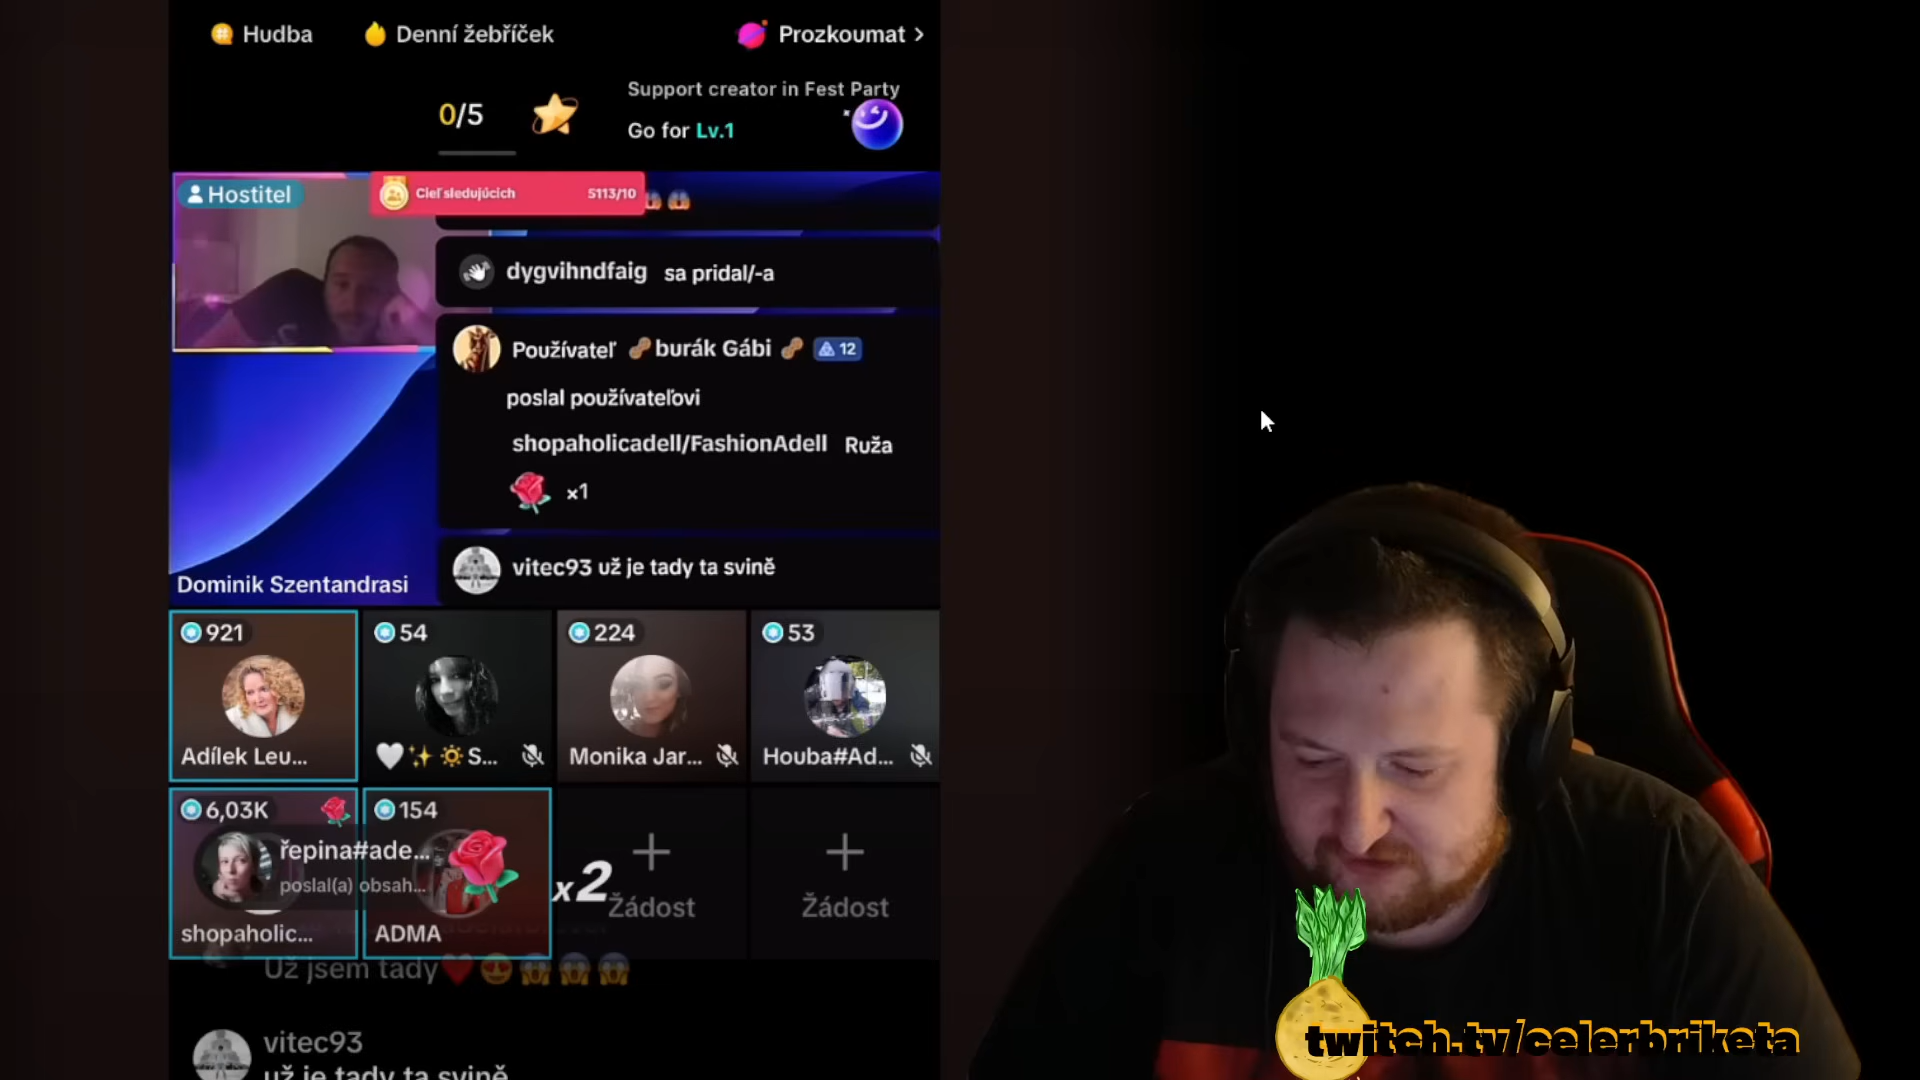 Hudba
Denní žebříček
Prozkoumat >
0/5
Support creator in Fest Party
Go for Lv.1
Hostitel
Cieľ sledujúcich
5113/10
dygvihndfaig sa pridal/-a
Používateľ burák Gábi 12
poslal používateľovi
shopaholicadell/FashionAdell Ruža
x1
vitec93 už je tady ta svině
Dominik Szentandrasi
921
54
224
53
Adílek Leu...
S...
Monika Jar...
Houba#Ad...
6,03K
154
řepina#ade...
poslal(a) obsah...
x2
Žádost
Žádost
shopaholic...
ADMA
Už jsem tady
vitec93
už je tady ta svině
twitch.tv/celerbriketa